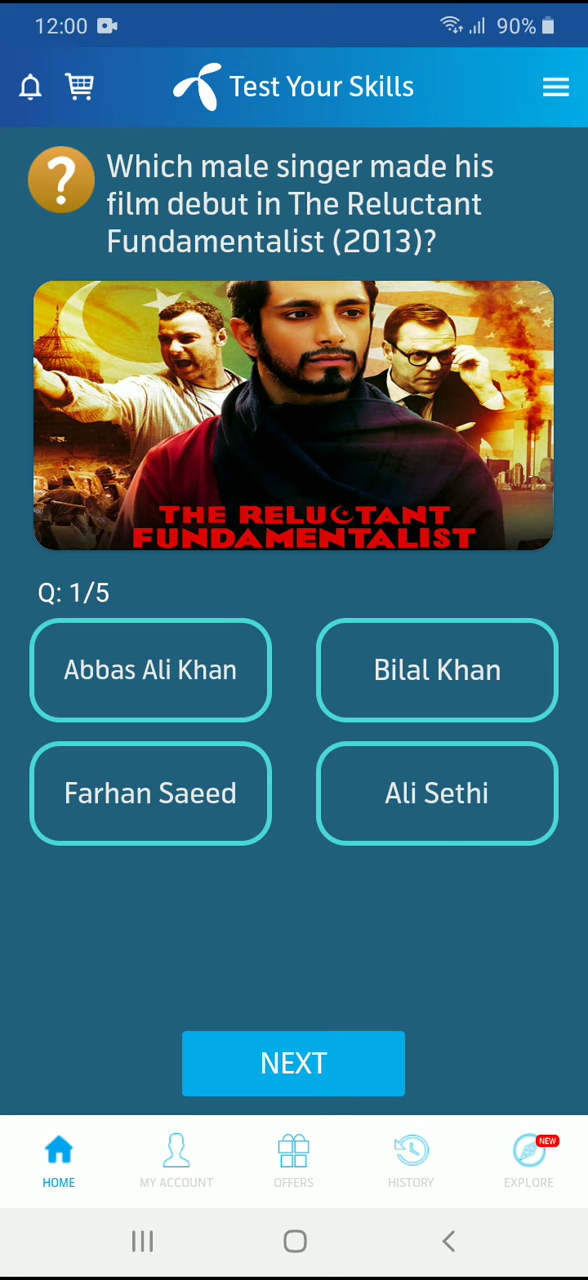 12:00 90%
Test Your Skills
Which male singer made his
film debut in The Reluctant
Fundamentalist (2013)?
THE RELUCTANT
FUNDAMENTALIST
Q: 1/5
Abbas Ali Khan
Bilal Khan
Farhan Saeed
Ali Sethi
NEXT
NEW
HOME MY ACCOUNT OFFERS HISTORY EXPLORE